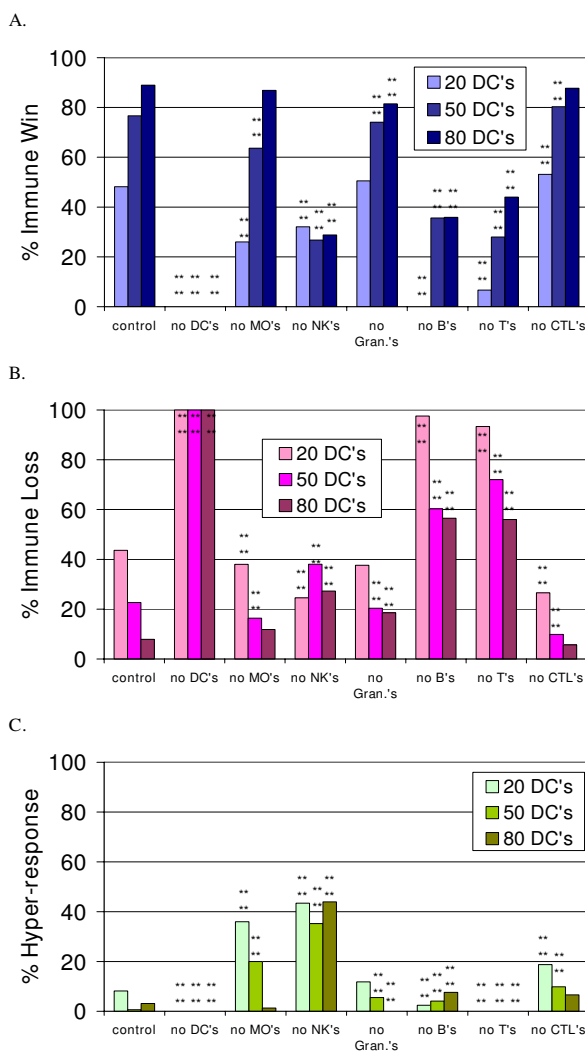 A.
% Immune Win
100
80
60
40
20
0
20 DC's
50 DC's
80 DC's
control no DC's no MO's no NK's no Gran.'s no B's no T's no CTL's
B.
% Immune Loss
100
80
60
40
20
0
20 DC's
50 DC's
80 DC's
control no DC's no MO's no NK's no Gran.'s no B's no T's no CTL's
C.
% Hyper-response
100
80
60
40
20
0
20 DC's
50 DC's
80 DC's
control no DC's no MO's no NK's no Gran.'s no B's no T's no CTL's